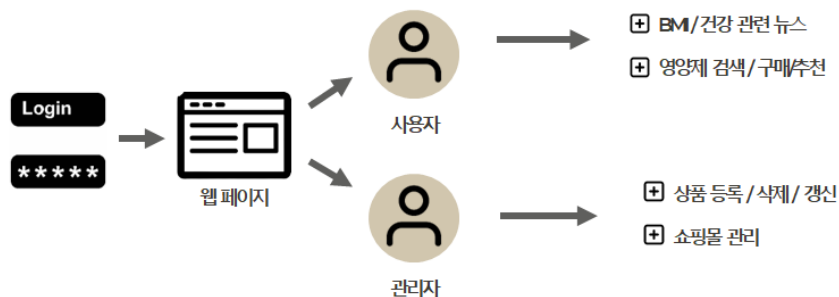 Login
*****
웹 페이지
사용자
BMI/건강 관련 뉴스
영양제 검색/구매/추천
관리자
상품 등록/삭제/ 갱신
쇼핑몰 관리